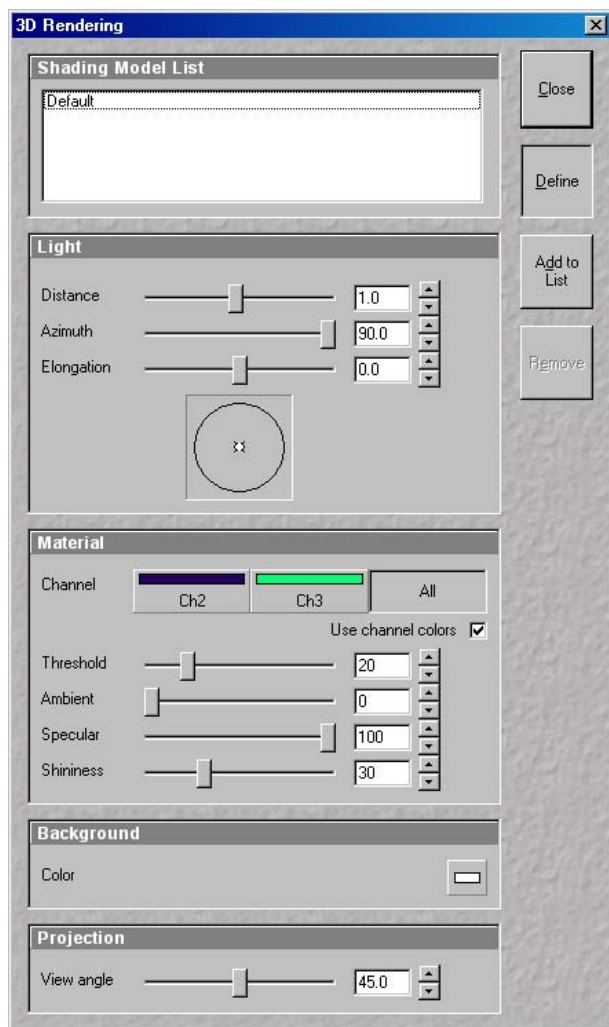 3D Rendering
Shading Model List
Default
Close
Define
Add to
List
Remove
Light
Distance 1.0
Azimuth 90.0
Elongation 0.0
Material
Channel Ch2 Ch3 All
Use channel colors
Threshold 20
Ambient 0
Specular 100
Shininess 30
Background
Color
Projection
View angle 45.0